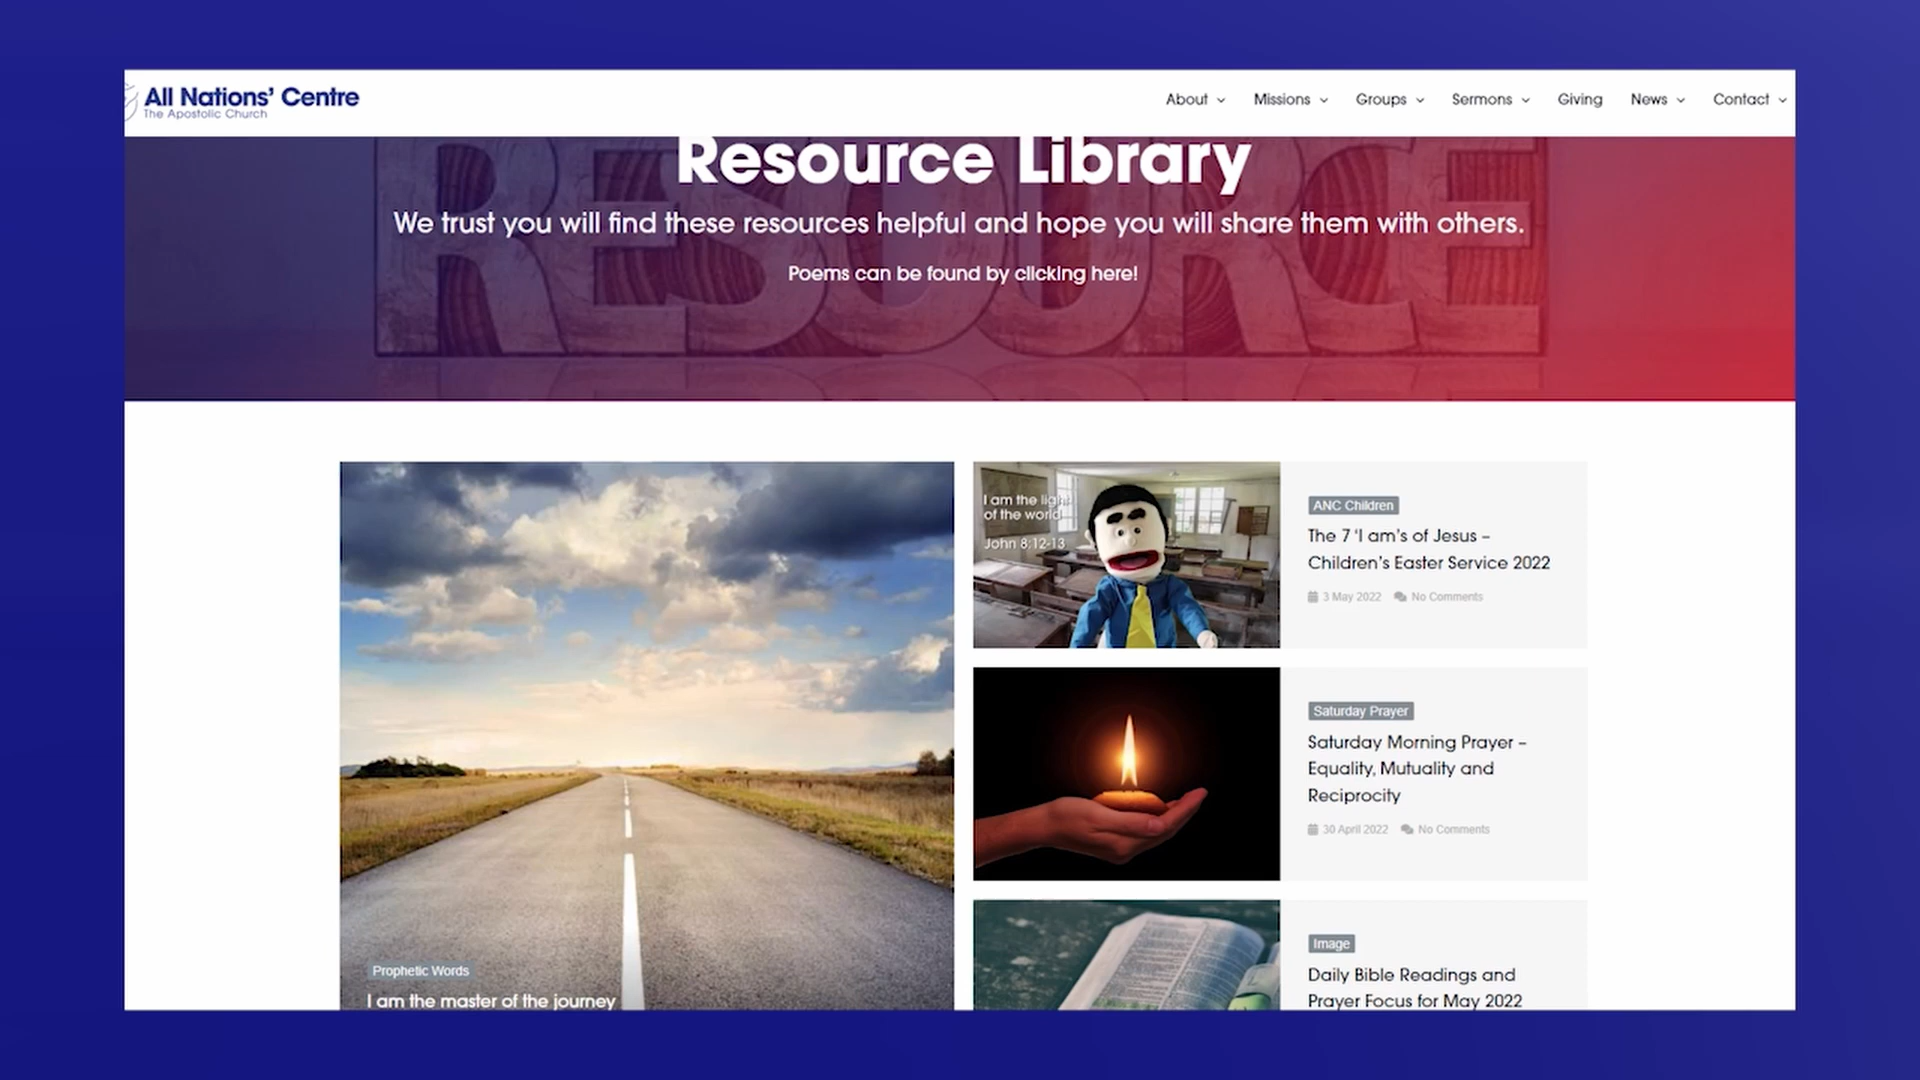 All Nations' Centre
The Apostolic Church
About
Missions
Groups
Sermons
Giving
News
Contact
RESOURCE
Resource Library
We trust you will find these resources helpful and hope you will share them with others.
Poems can be found by clicking here!
Prophetic Words
I am the master of the journey
I am the light
of the world
John 8:12-13
ANC Children
The 7 'I am's of Jesus –
Children's Easter Service 2022
3 May 2022 No Comments
Saturday Prayer
Saturday Morning Prayer –
Equality, Mutuality and
Reciprocity
30 April 2022 No Comments
Image
Daily Bible Readings and
Prayer Focus for May 2022